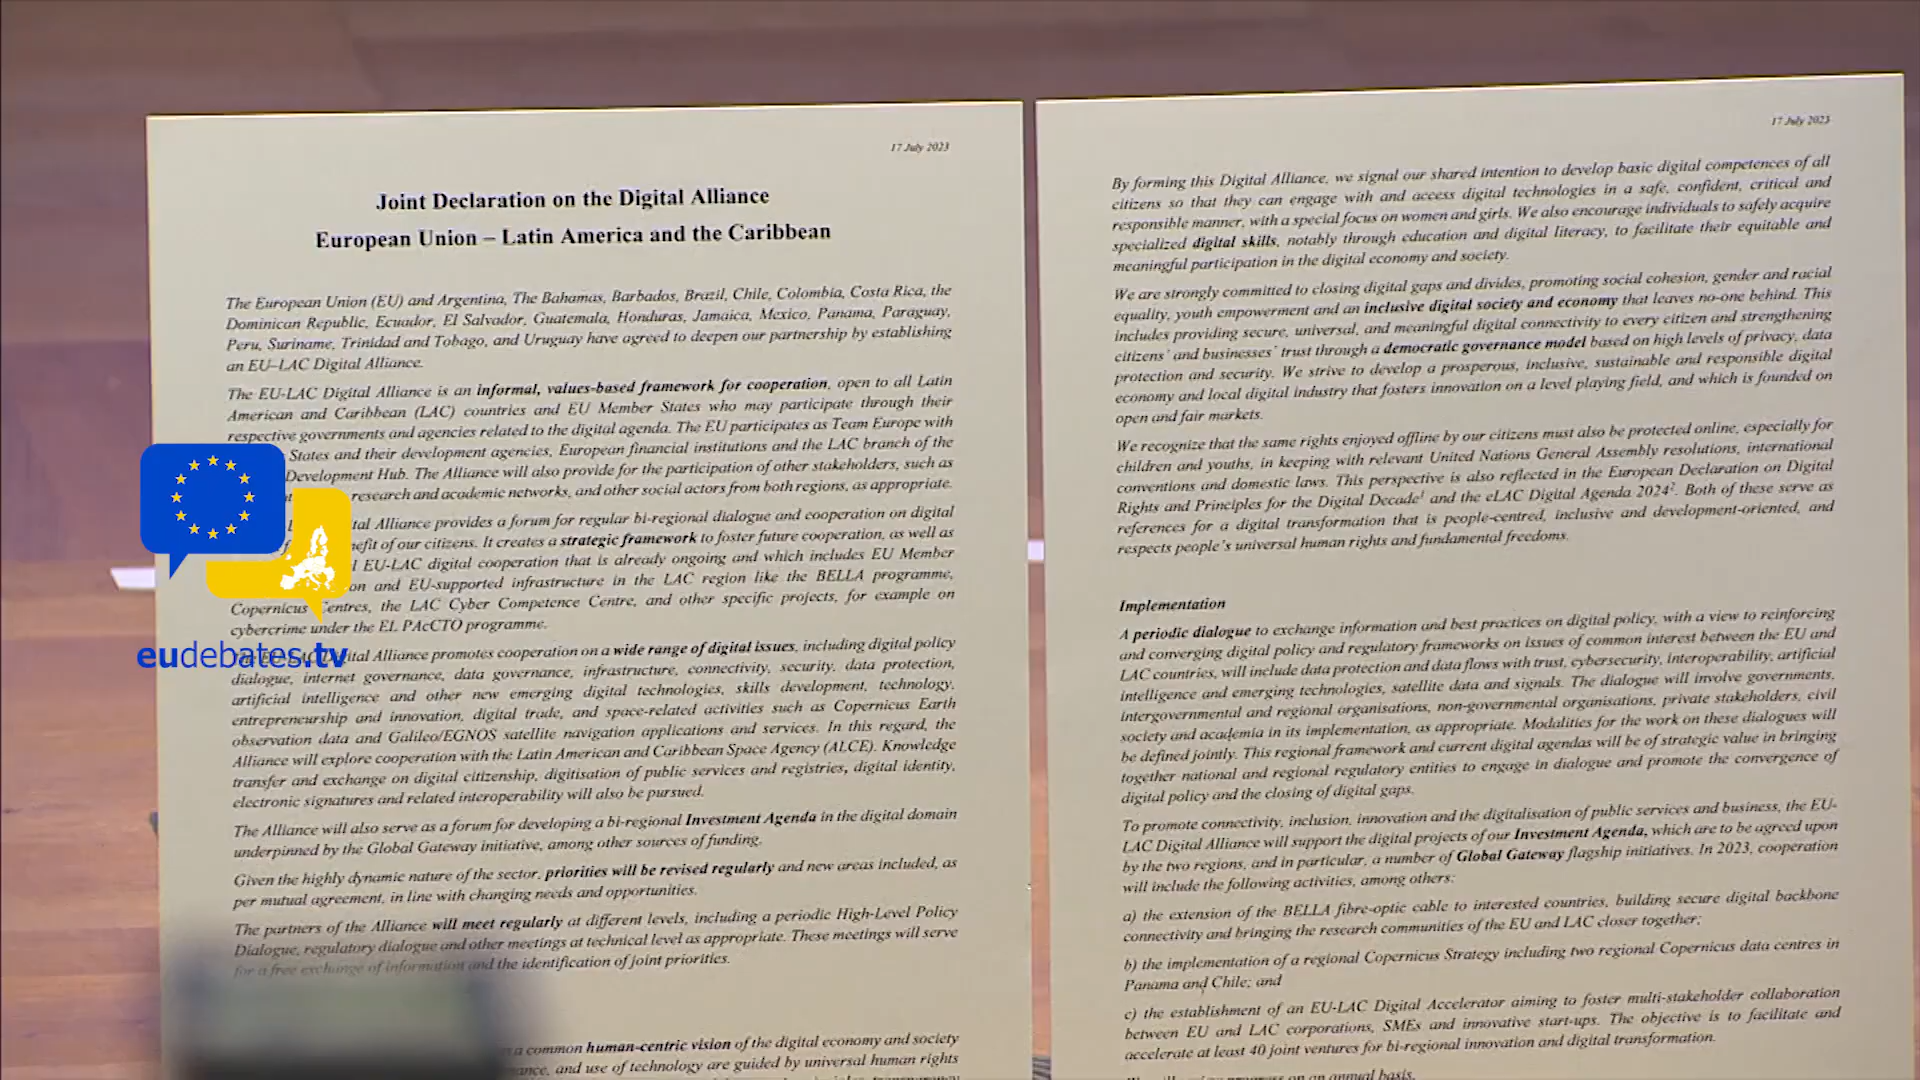 17 July 2023
Joint Declaration on the Digital Alliance
European Union – Latin America and the Caribbean
The European Union (EU) and Argentina, The Bahamas, Barbados, Brazil, Chile, Colombia, Costa Rica, the
Dominican Republic, Ecuador, El Salvador, Guatemala, Honduras, Jamaica, Mexico, Panama, Paraguay,
Peru, Suriname, Trinidad and Tobago, and Uruguay have agreed to deepen our partnership by establishing
an EU–LAC Digital Alliance.
The EU-LAC Digital Alliance is an informal, values-based framework for cooperation, open to all Latin
American and Caribbean (LAC) countries and EU Member States who may participate through their
respective governments and agencies related to the digital agenda. The EU participates as Team Europe with
States and their development agencies, European financial institutions and the LAC branch of the
Development Hub. The Alliance will also provide for the participation of other stakeholders, such as
research and academic networks, and other social actors from both regions, as appropriate.
tal Alliance provides a forum for regular bi-regional dialogue and cooperation on digital
nefit of our citizens. It creates a strategic framework to foster future cooperation, as well as
EU-LAC digital cooperation that is already ongoing and which includes EU Member
on and EU-supported infrastructure in the LAC region like the BELLA programme,
Copernicus Centres, the LAC Cyber Competence Centre, and other specific projects, for example on
cybercrime under the EL PAcCTO programme.
eudebates.tv
The EU-LAC Digital Alliance promotes cooperation on a wide range of digital issues, including digital policy
dialogue, internet governance, data governance, infrastructure, connectivity, security, data protection,
artificial intelligence and other new emerging digital technologies, skills development, technology,
entrepreneurship and innovation, digital trade, and space-related activities such as Copernicus Earth
observation data and Galileo/EGNOS satellite navigation applications and services. In this regard, the
Alliance will explore cooperation with the Latin American and Caribbean Space Agency (ALCE). Knowledge
transfer and exchange on digital citizenship, digitisation of public services and registries, digital identity,
electronic signatures and related interoperability will also be pursued.
The Alliance will also serve as a forum for developing a bi-regional Investment Agenda in the digital domain
underpinned by the Global Gateway initiative, among other sources of funding.
Given the highly dynamic nature of the sector, priorities will be revised regularly and new areas included, as
per mutual agreement, in line with changing needs and opportunities.
The partners of the Alliance will meet regularly at different levels, including a periodic High-Level Policy
Dialogue, regulatory dialogue and other meetings at technical level as appropriate. These meetings will serve
for a free exchange of information and the identification of joint priorities.
a common human-centric vision of the digital economy and society
and use of technology are guided by universal human rights
17 July 2023
By forming this Digital Alliance, we signal our shared intention to develop basic digital competences of all
citizens so that they can engage with and access digital technologies in a safe, confident, critical and
responsible manner, with a special focus on women and girls. We also encourage individuals to safely acquire
specialized digital skills, notably through education and digital literacy, to facilitate their equitable and
meaningful participation in the digital economy and society.
We are strongly committed to closing digital gaps and divides, promoting social cohesion, gender and racial
equality, youth empowerment and an inclusive digital society and economy that leaves no-one behind. This
includes providing secure, universal, and meaningful digital connectivity to every citizen and strengthening
citizens' and businesses' trust through a democratic governance model based on high levels of privacy, data
protection and security. We strive to develop a prosperous, inclusive, sustainable and responsible digital
economy and local digital industry that fosters innovation on a level playing field, and which is founded on
open and fair markets.
We recognize that the same rights enjoyed offline by our citizens must also be protected online, especially for
children and youths, in keeping with relevant United Nations General Assembly resolutions, international
conventions and domestic laws. This perspective is also reflected in the European Declaration on Digital
Rights and Principles for the Digital Decade¹ and the eLAC Digital Agenda 2024². Both of these serve as
references for a digital transformation that is people-centred, inclusive and development-oriented, and
respects people's universal human rights and fundamental freedoms.
Implementation
A periodic dialogue to exchange information and best practices on digital policy, with a view to reinforcing
and converging digital policy and regulatory frameworks on issues of common interest between the EU and
LAC countries, will include data protection and data flows with trust, cybersecurity, interoperability, artificial
intelligence and emerging technologies, satellite data and signals. The dialogue will involve governments,
intergovernmental and regional organisations, non-governmental organisations, private stakeholders, civil
society and academia in its implementation, as appropriate. Modalities for the work on these dialogues will
be defined jointly. This regional framework and current digital agendas will be of strategic value in bringing
together national and regional regulatory entities to engage in dialogue and promote the convergence of
digital policy and the closing of digital gaps.
To promote connectivity, inclusion, innovation and the digitalisation of public services and business, the EU-
LAC Digital Alliance will support the digital projects of our Investment Agenda, which are to be agreed upon
by the two regions, and in particular, a number of Global Gateway flagship initiatives. In 2023, cooperation
will include the following activities, among others:
a) the extension of the BELLA fibre-optic cable to interested countries, building secure digital backbone
connectivity and bringing the research communities of the EU and LAC closer together;
b) the implementation of a regional Copernicus Strategy including two regional Copernicus data centres in
Panama and Chile; and
c) the establishment of an EU-LAC Digital Accelerator aiming to foster multi-stakeholder collaboration
between EU and LAC corporations, SMEs and innovative start-ups. The objective is to facilitate and
accelerate at least 40 joint ventures for bi-regional innovation and digital transformation.
on an annual basis.